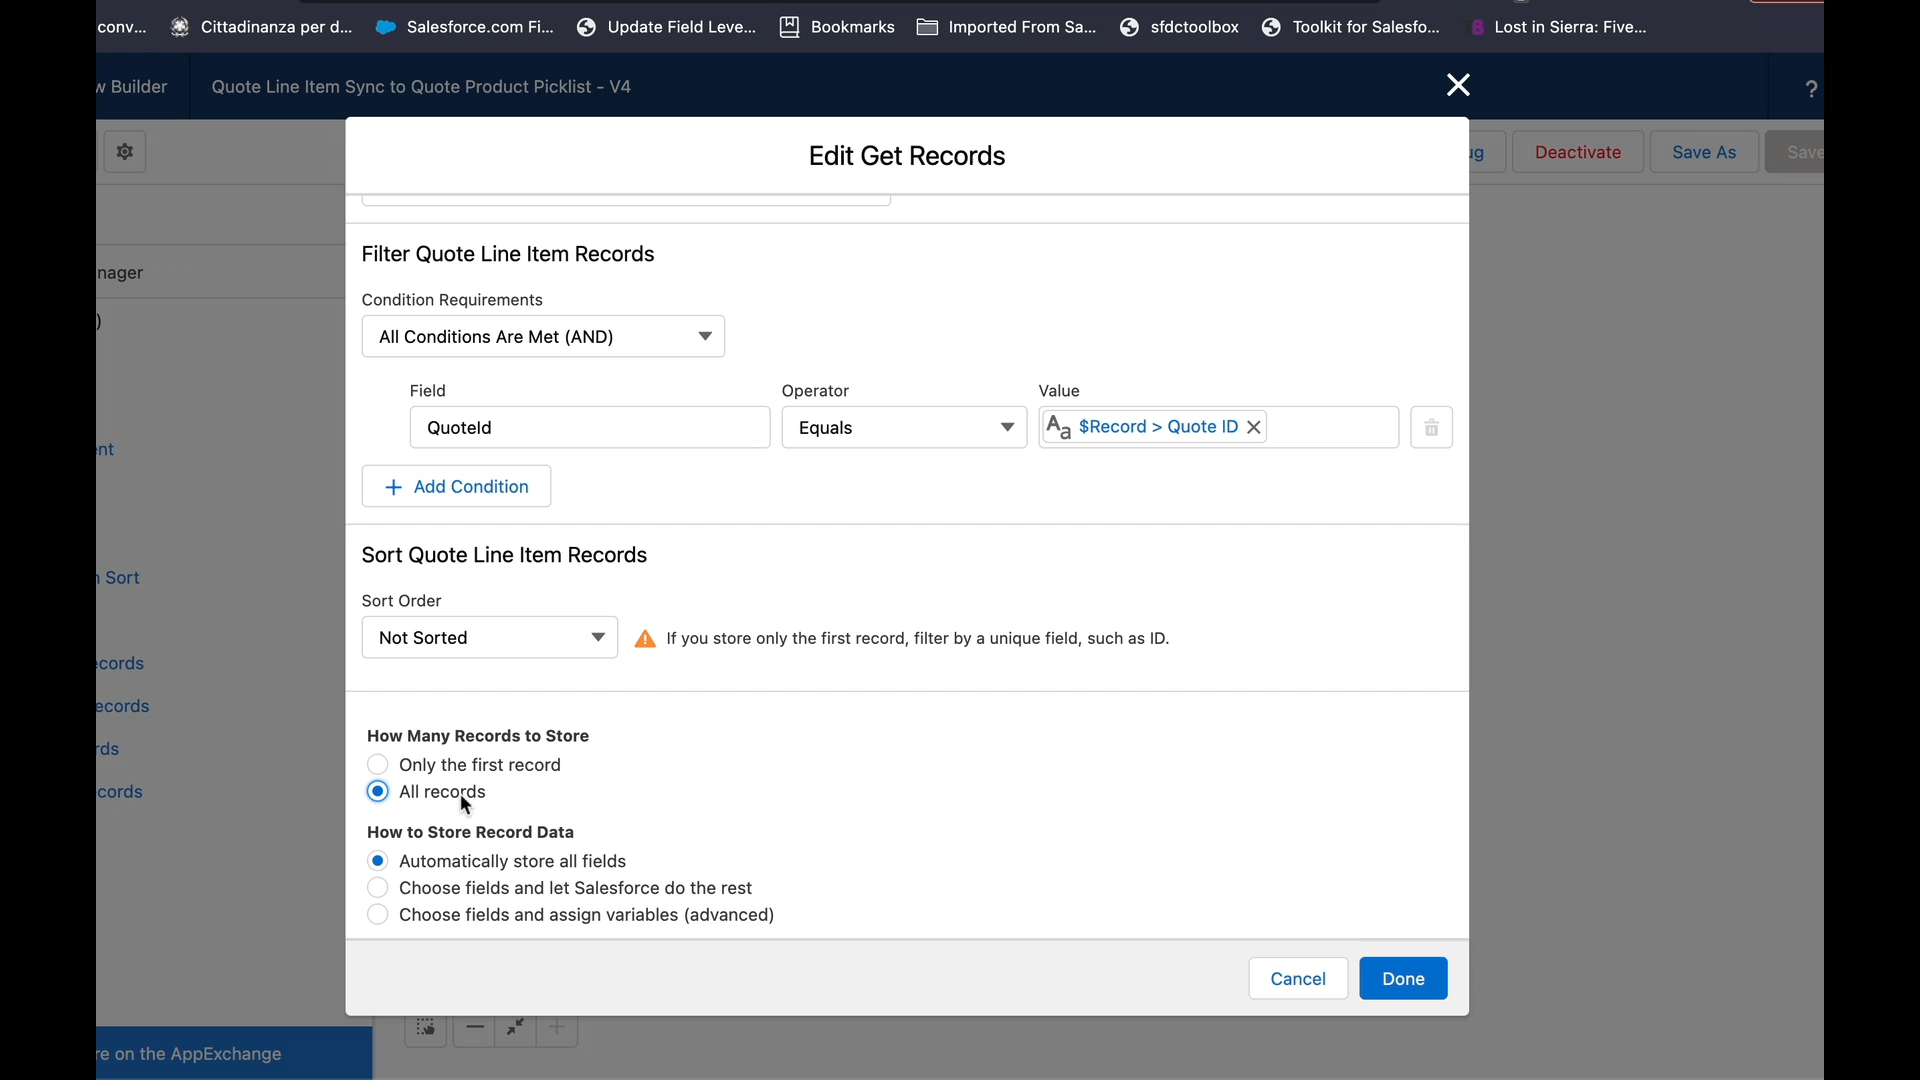 conv... Cittadinanza per d... Salesforce.com Fi... Update Field Leve... Bookmarks Imported From Sa... sfdctoolbox Toolkit for Salesfo... Lost in Sierra: Five...
w Builder Quote Line Item Sync to Quote Product Picklist - V4 ?
ug Deactivate Save As Save
Edit Get Records
nager
)
ent
n Sort
ecords
ecords
rds
cords
Filter Quote Line Item Records
Condition Requirements
All Conditions Are Met (AND)
Field Operator Value
QuoteId Equals Aa $Record > Quote ID
+ Add Condition
Sort Quote Line Item Records
Sort Order
Not Sorted If you store only the first record, filter by a unique field, such as ID.
How Many Records to Store
Only the first record
All records
How to Store Record Data
Automatically store all fields
Choose fields and let Salesforce do the rest
Choose fields and assign variables (advanced)
Cancel Done
re on the AppExchange